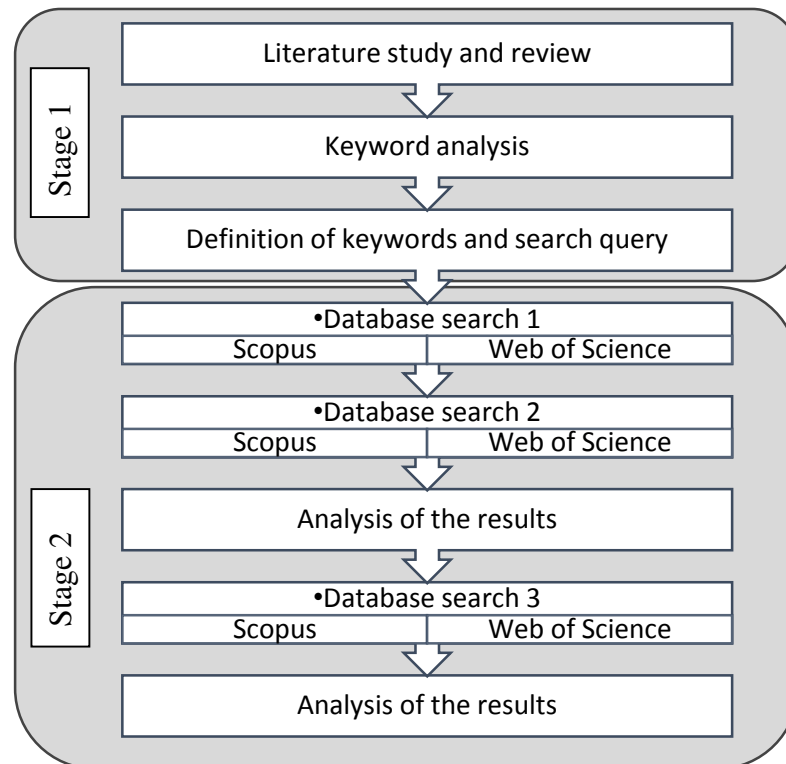 Stage 1
Literature study and review
Keyword analysis
Definition of keywords and search query
Stage 2
•Database search 1
Scopus
Web of Science
•Database search 2
Scopus
Web of Science
Analysis of the results
•Database search 3
Scopus
Web of Science
Analysis of the results